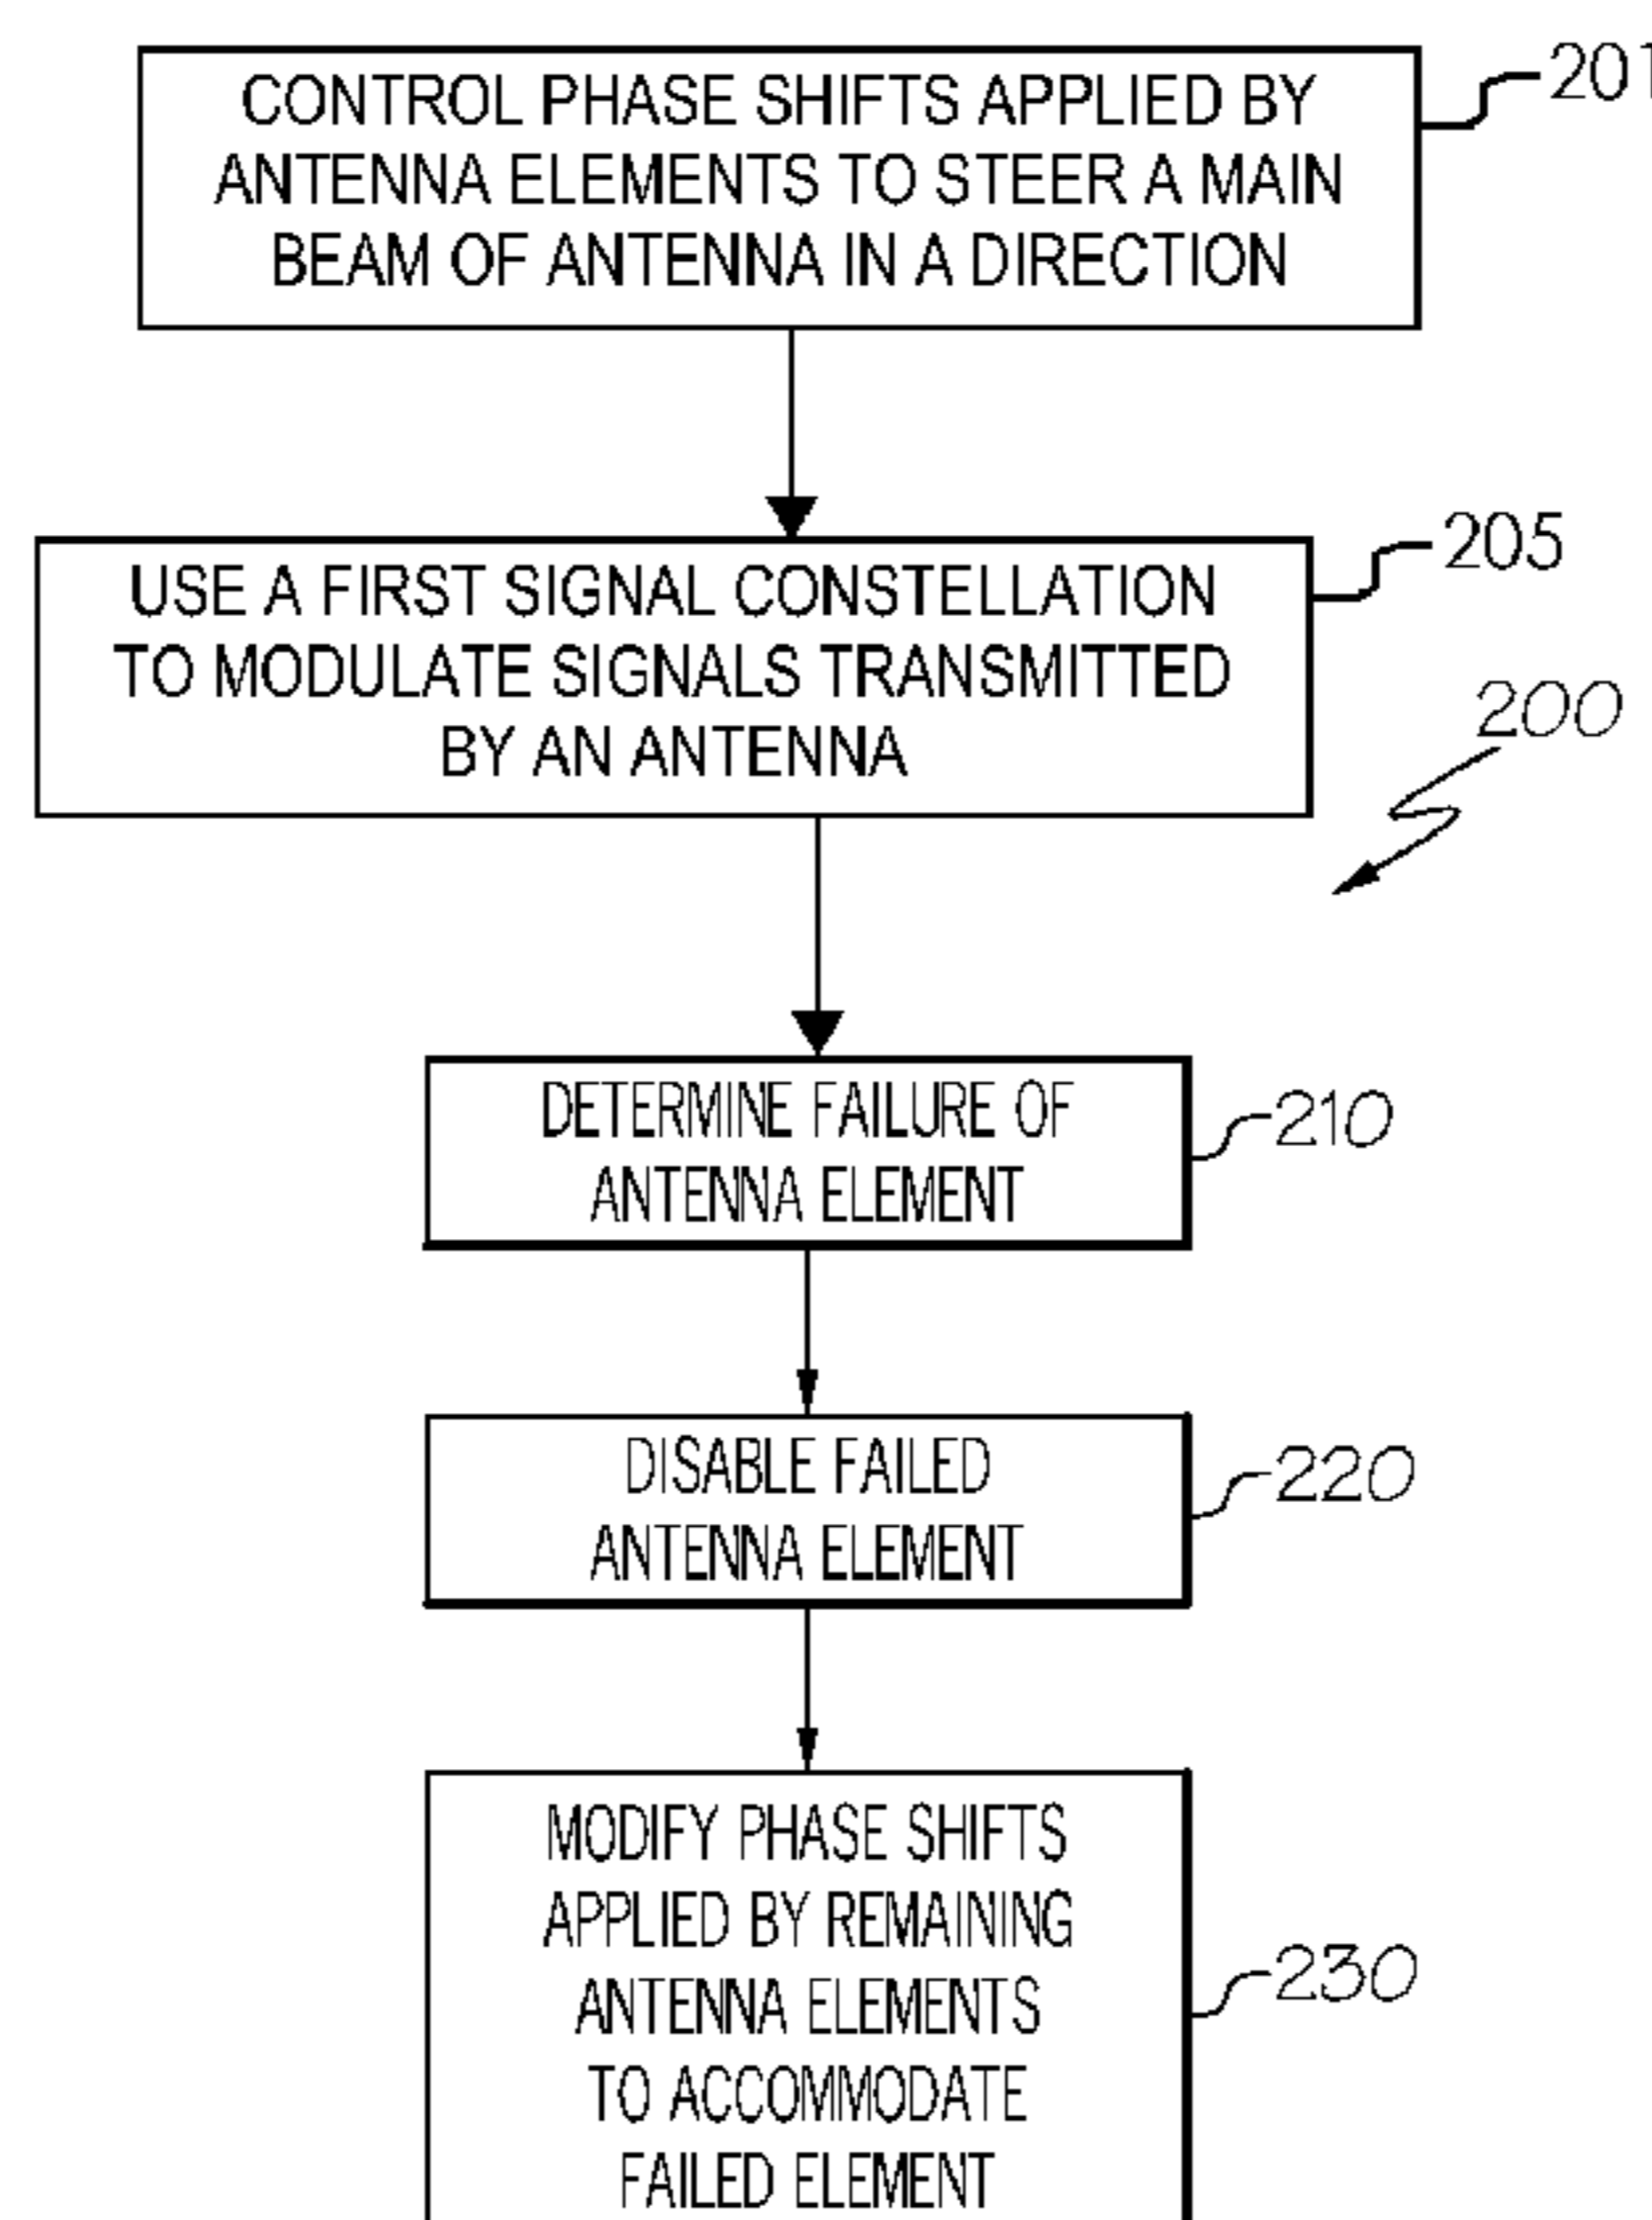 CONTROL PHASE SHIFTS APPLIED BY
ANTENNA ELEMENTS TO STEER A MAIN
BEAM OF ANTENNA IN A DIRECTION
201
USE A FIRST SIGNAL CONSTELLATION
TO MODULATE SIGNALS TRANSMITTED
BY AN ANTENNA
205
200
DETERMINE FAILURE OF
ANTENNA ELEMENT
210
DISABLE FAILED
ANTENNA ELEMENT
220
MODIFY PHASE SHIFTS
APPLIED BY REMAINING
ANTENNA ELEMENTS
TO ACCOMMODATE
FAILED ELEMENT
230